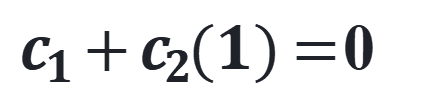 c₁ + c₂(1) = 0